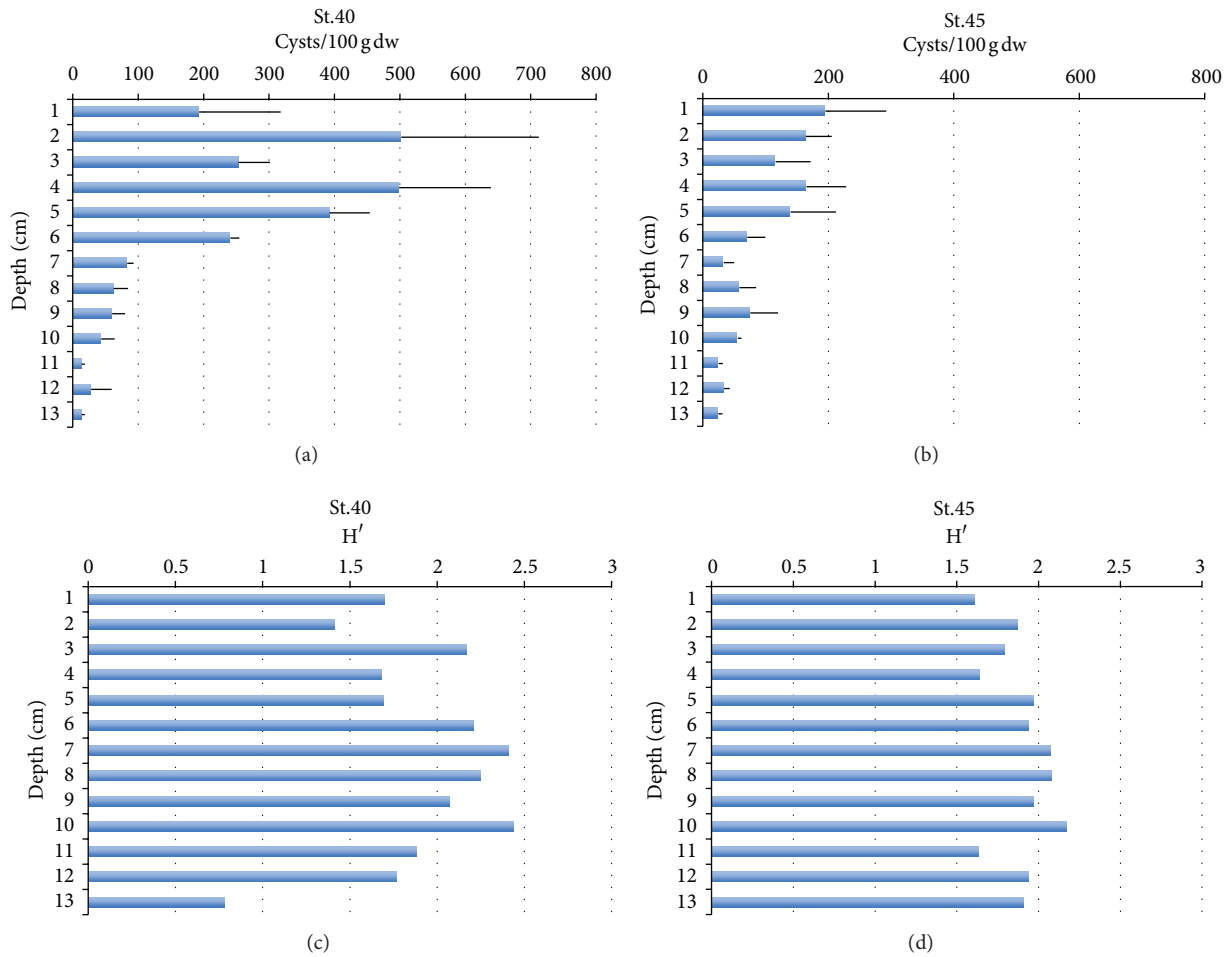 St.40
Cysts/100 g dw
0 100 200 300 400 500 600 700 800
Depth (cm)
1
2
3
4
5
6
7
8
9
10
11
12
13
(a)
St.45
Cysts/100 g dw
0 200 400 600 800
Depth (cm)
1
2
3
4
5
6
7
8
9
10
11
12
13
(b)
St.40
H′
0 0.5 1 1.5 2 2.5 3
Depth (cm)
1
2
3
4
5
6
7
8
9
10
11
12
13
(c)
St.45
H′
0 0.5 1 1.5 2 2.5 3
Depth (cm)
1
2
3
4
5
6
7
8
9
10
11
12
13
(d)